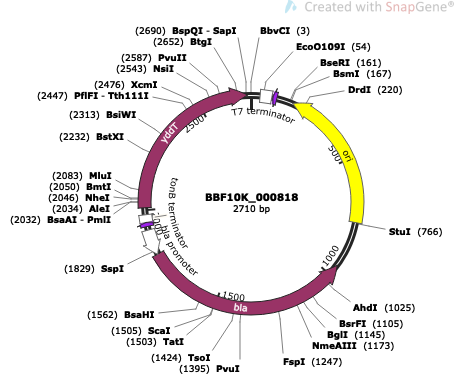 Created with SnapGene®
(2690) BspQI - SapI
(2652) BtgI
(2587) PvuII
(2543) NsiI
(2476) XcmI
(2447) PflFI - Tth111I
(2313) BsiWI
(2232) BstXI
(2083) MluI
(2050) BmtI
(2046) NheI
(2034) AleI
(2032) BsaAI - PmlI
(1829) SspI
(1562) BsaHI
(1505) ScaI
(1503) TatI
(1424) TsoI
(1395) PvuI
BbvCI (3)
EcoO109I (54)
BseRI (161)
BsmI (167)
DrdI (220)
StuI (766)
AhdI (1025)
BsrFI (1105)
BglI (1145)
NmeAIII (1173)
FspI (1247)
T7 terminator
yddT
ori
tonB terminator
bla promoter
bla
500
1000
1500
2500
BBF10K_000818
2710 bp